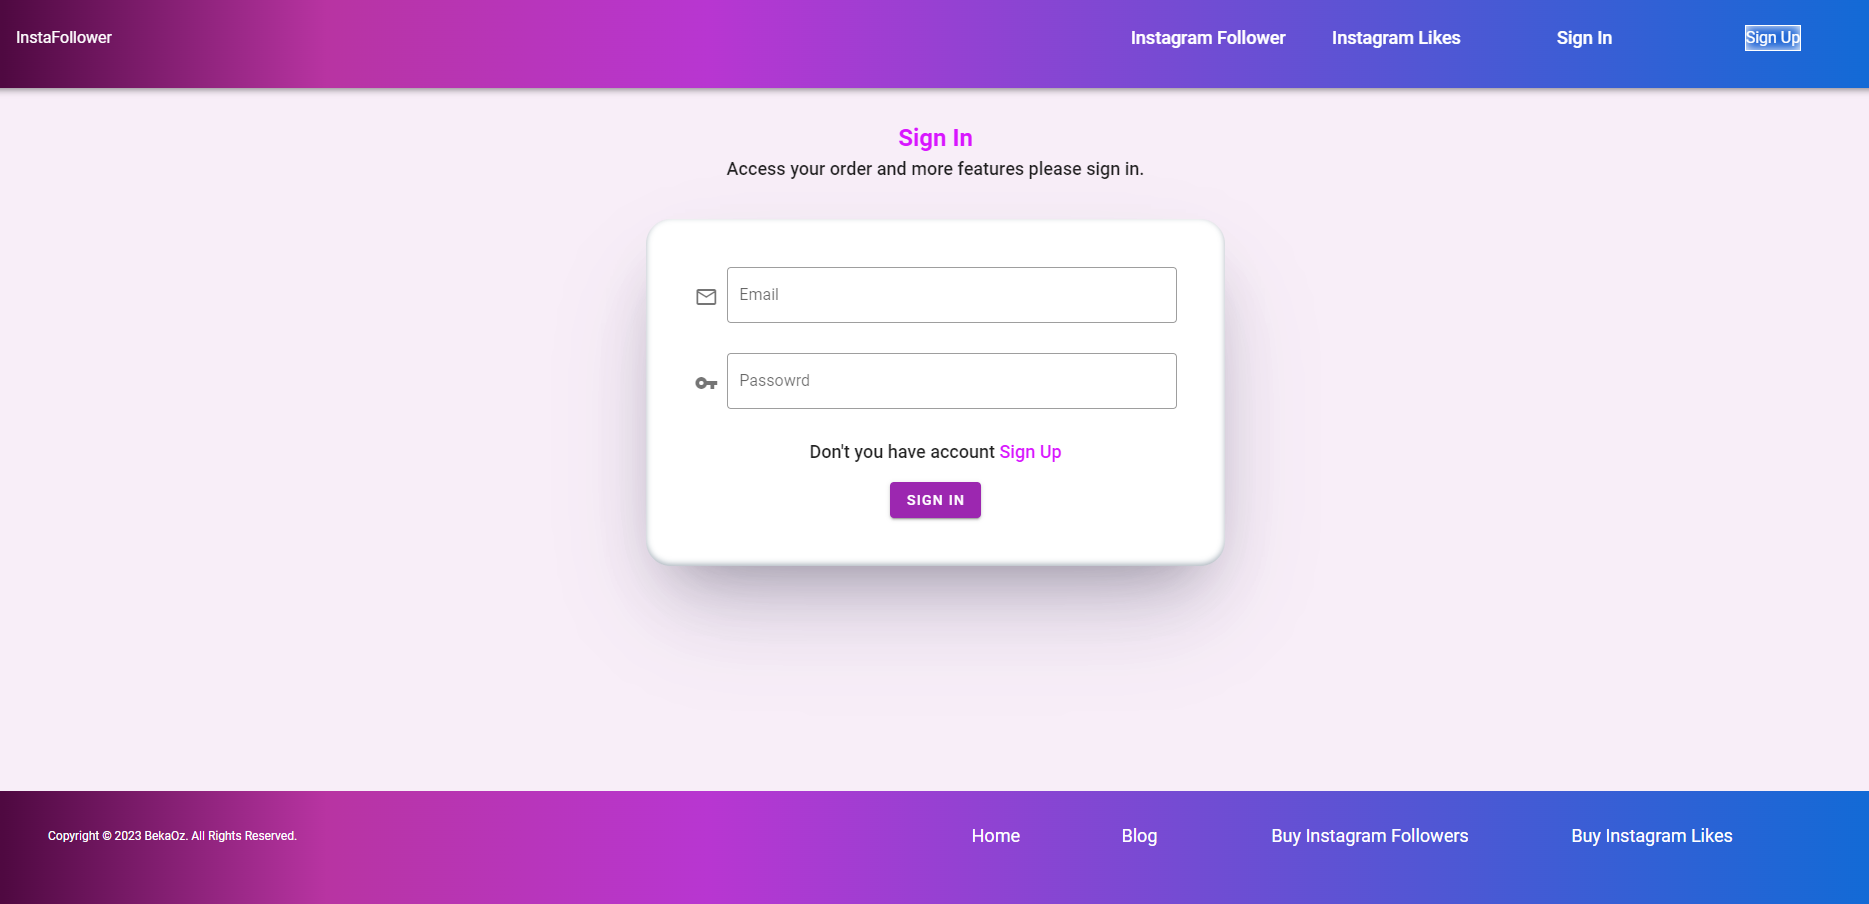 InstaFollower
Instagram Follower
Instagram Likes
Sign In
Sign Up
Sign In
Access your order and more features please sign in.
Email
Passowrd
Don't you have account Sign Up
SIGN IN
Copyright © 2023 BekaOz. All Rights Reserved.
Home
Blog
Buy Instagram Followers
Buy Instagram Likes